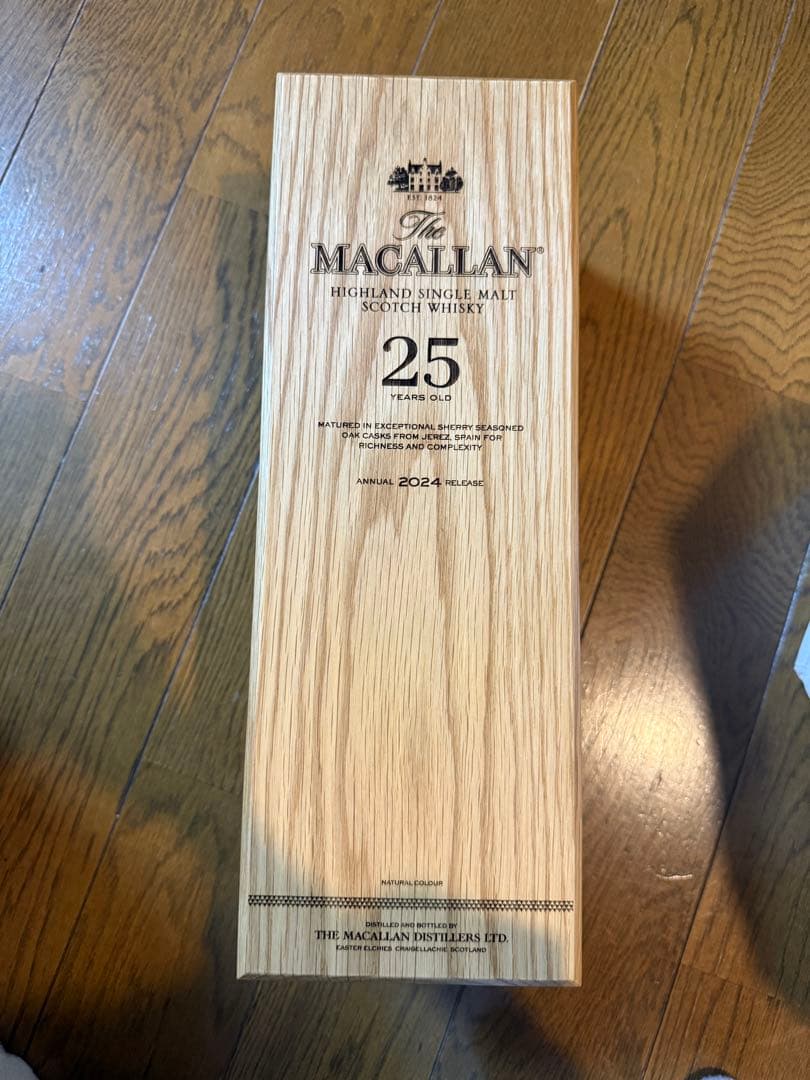 EST. 1824
The
MACALLAN®
HIGHLAND SINGLE MALT
SCOTCH WHISKY
25
YEARS OLD
MATURED IN EXCEPTIONAL SHERRY SEASONED
OAK CASKS FROM JEREZ, SPAIN FOR
RICHNESS AND COMPLEXITY
ANNUAL 2024 RELEASE
NATURAL COLOUR
DISTILLED AND BOTTLED BY
THE MACALLAN DISTILLERS LTD.
EASTER ELCHIES CRAIGELLACHIE SCOTLAND